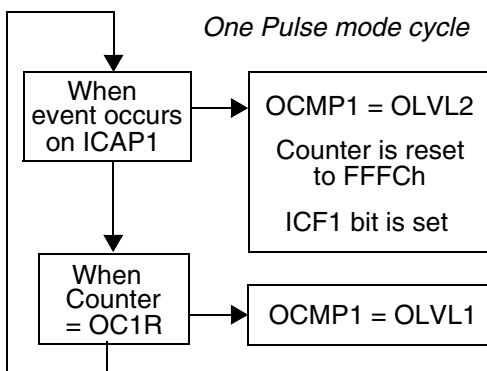 One Pulse mode cycle
When
event occurs
on ICAP1
OCMP1 = OLVL2
Counter is reset
to FFFCh
ICF1 bit is set
When
Counter
= OC1R
OCMP1 = OLVL1